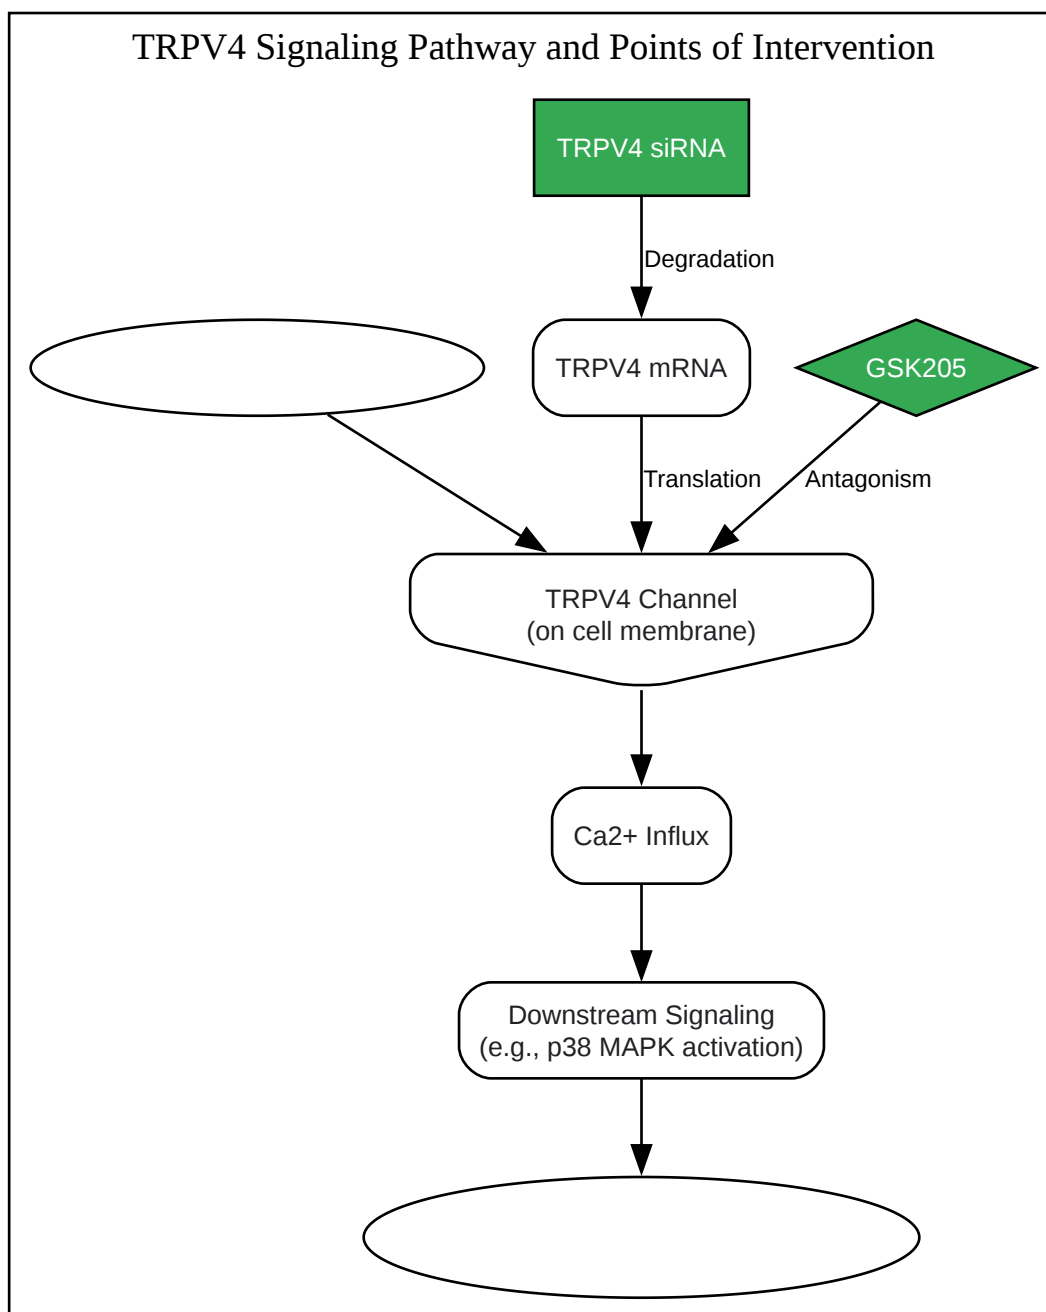 TRPV4 Signaling Pathway and Points of Intervention
TRPV4 siRNA
Degradation
TRPV4 mRNA
GSK205
Translation
Antagonism
TRPV4 Channel
(on cell membrane)
Ca2+ Influx
Downstream Signaling
(e.g., p38 MAPK activation)